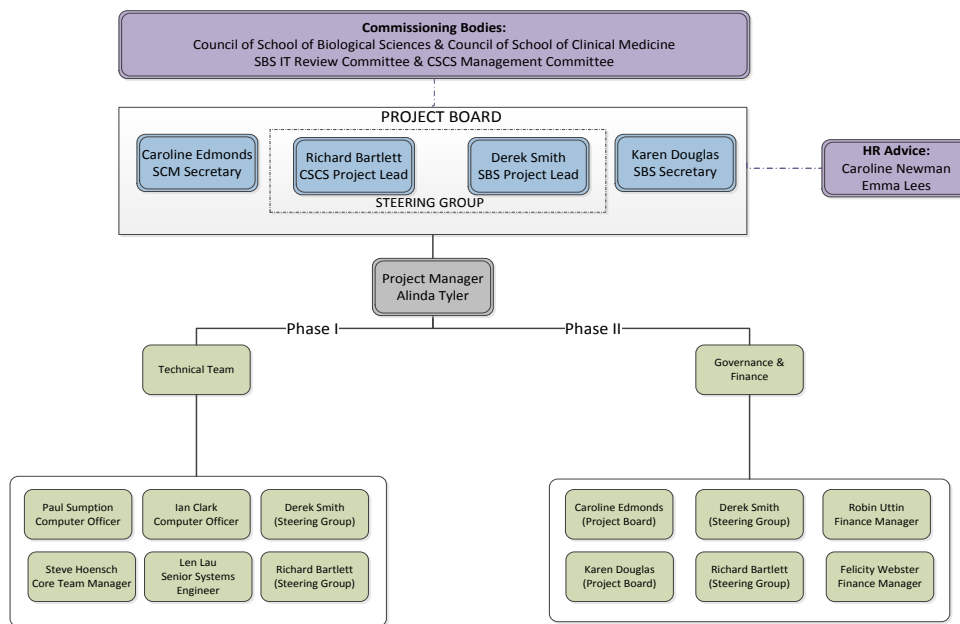 Commissioning Bodies:
Council of School of Biological Sciences & Council of School of Clinical Medicine
SBS IT Review Committee & CSCS Management Committee
PROJECT BOARD
Caroline Edmonds
SCM Secretary
Richard Bartlett
CSCS Project Lead
Derek Smith
SBS Project Lead
Karen Douglas
SBS Secretary
STEERING GROUP
HR Advice:
Caroline Newman
Emma Lees
Project Manager
Alinda Tyler
Phase I
Phase II
Technical Team
Governance &
Finance
Paul Sumption
Computer Officer
Ian Clark
Computer Officer
Derek Smith
(Steering Group)
Steve Hoensch
Core Team Manager
Len Lau
Senior Systems
Engineer
Richard Bartlett
(Steering Group)
Caroline Edmonds
(Project Board)
Derek Smith
(Steering Group)
Robin Uttin
Finance Manager
Karen Douglas
(Project Board)
Richard Bartlett
(Steering Group)
Felicity Webster
Finance Manager